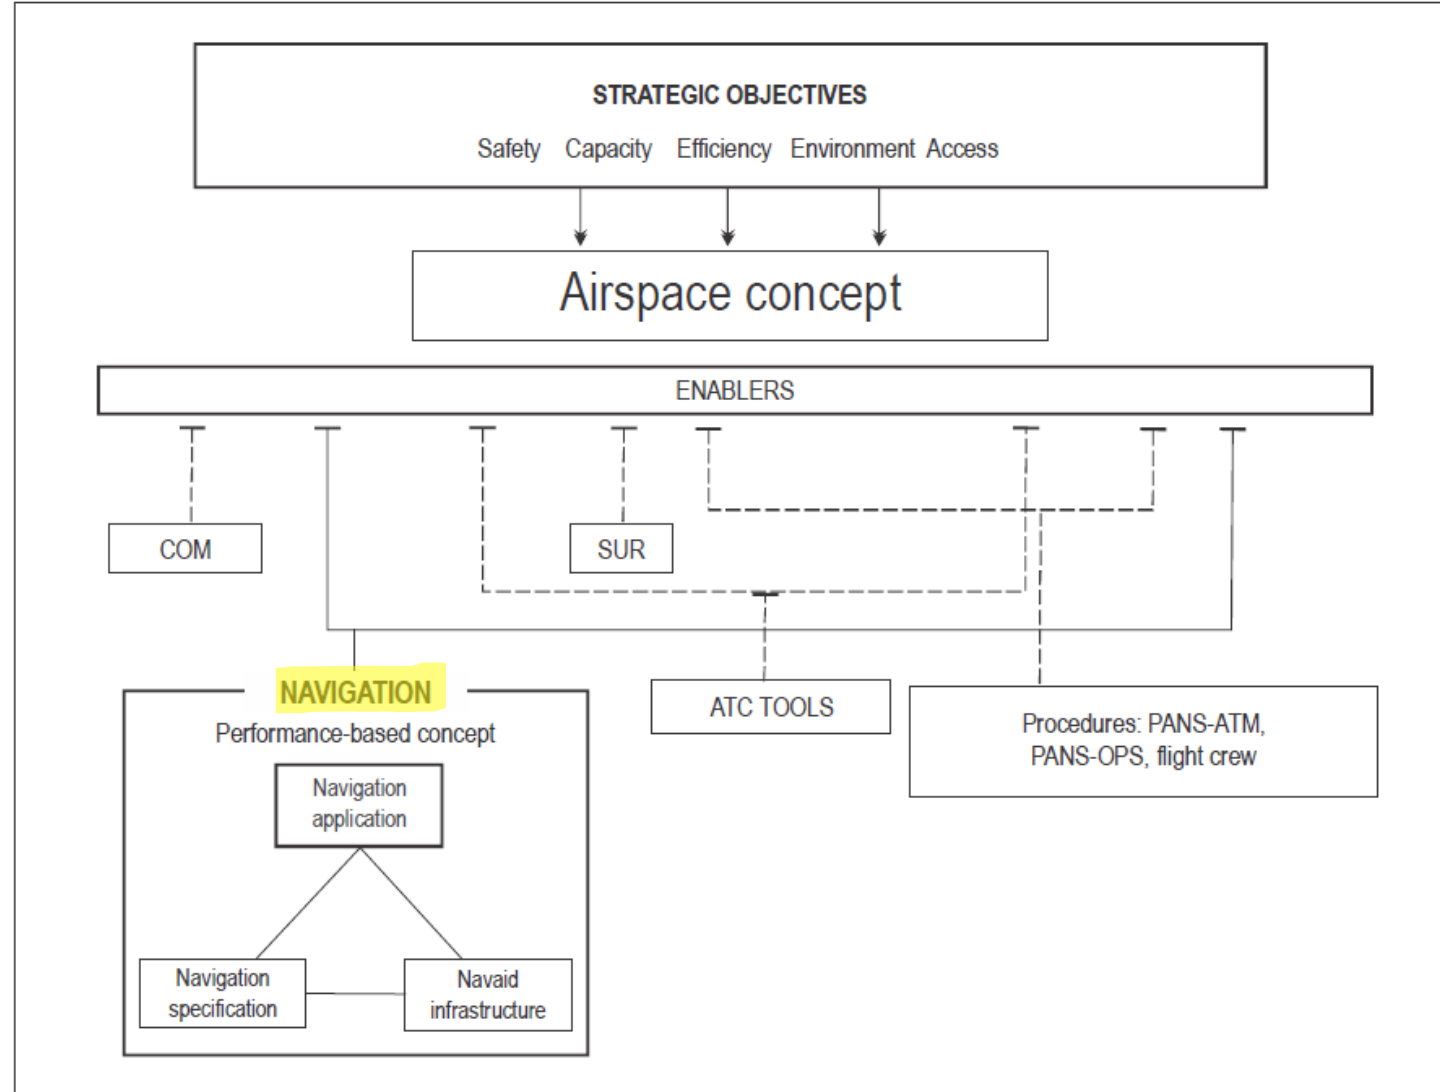 STRATEGIC OBJECTIVES
Safety Capacity Efficiency Environment Access
Airspace concept
ENABLERS
COM
SUR
NAVIGATION
Performance-based concept
Navigation
application
Navigation
specification
Navaid
infrastructure
ATC TOOLS
Procedures: PANS-ATM,
PANS-OPS, flight crew